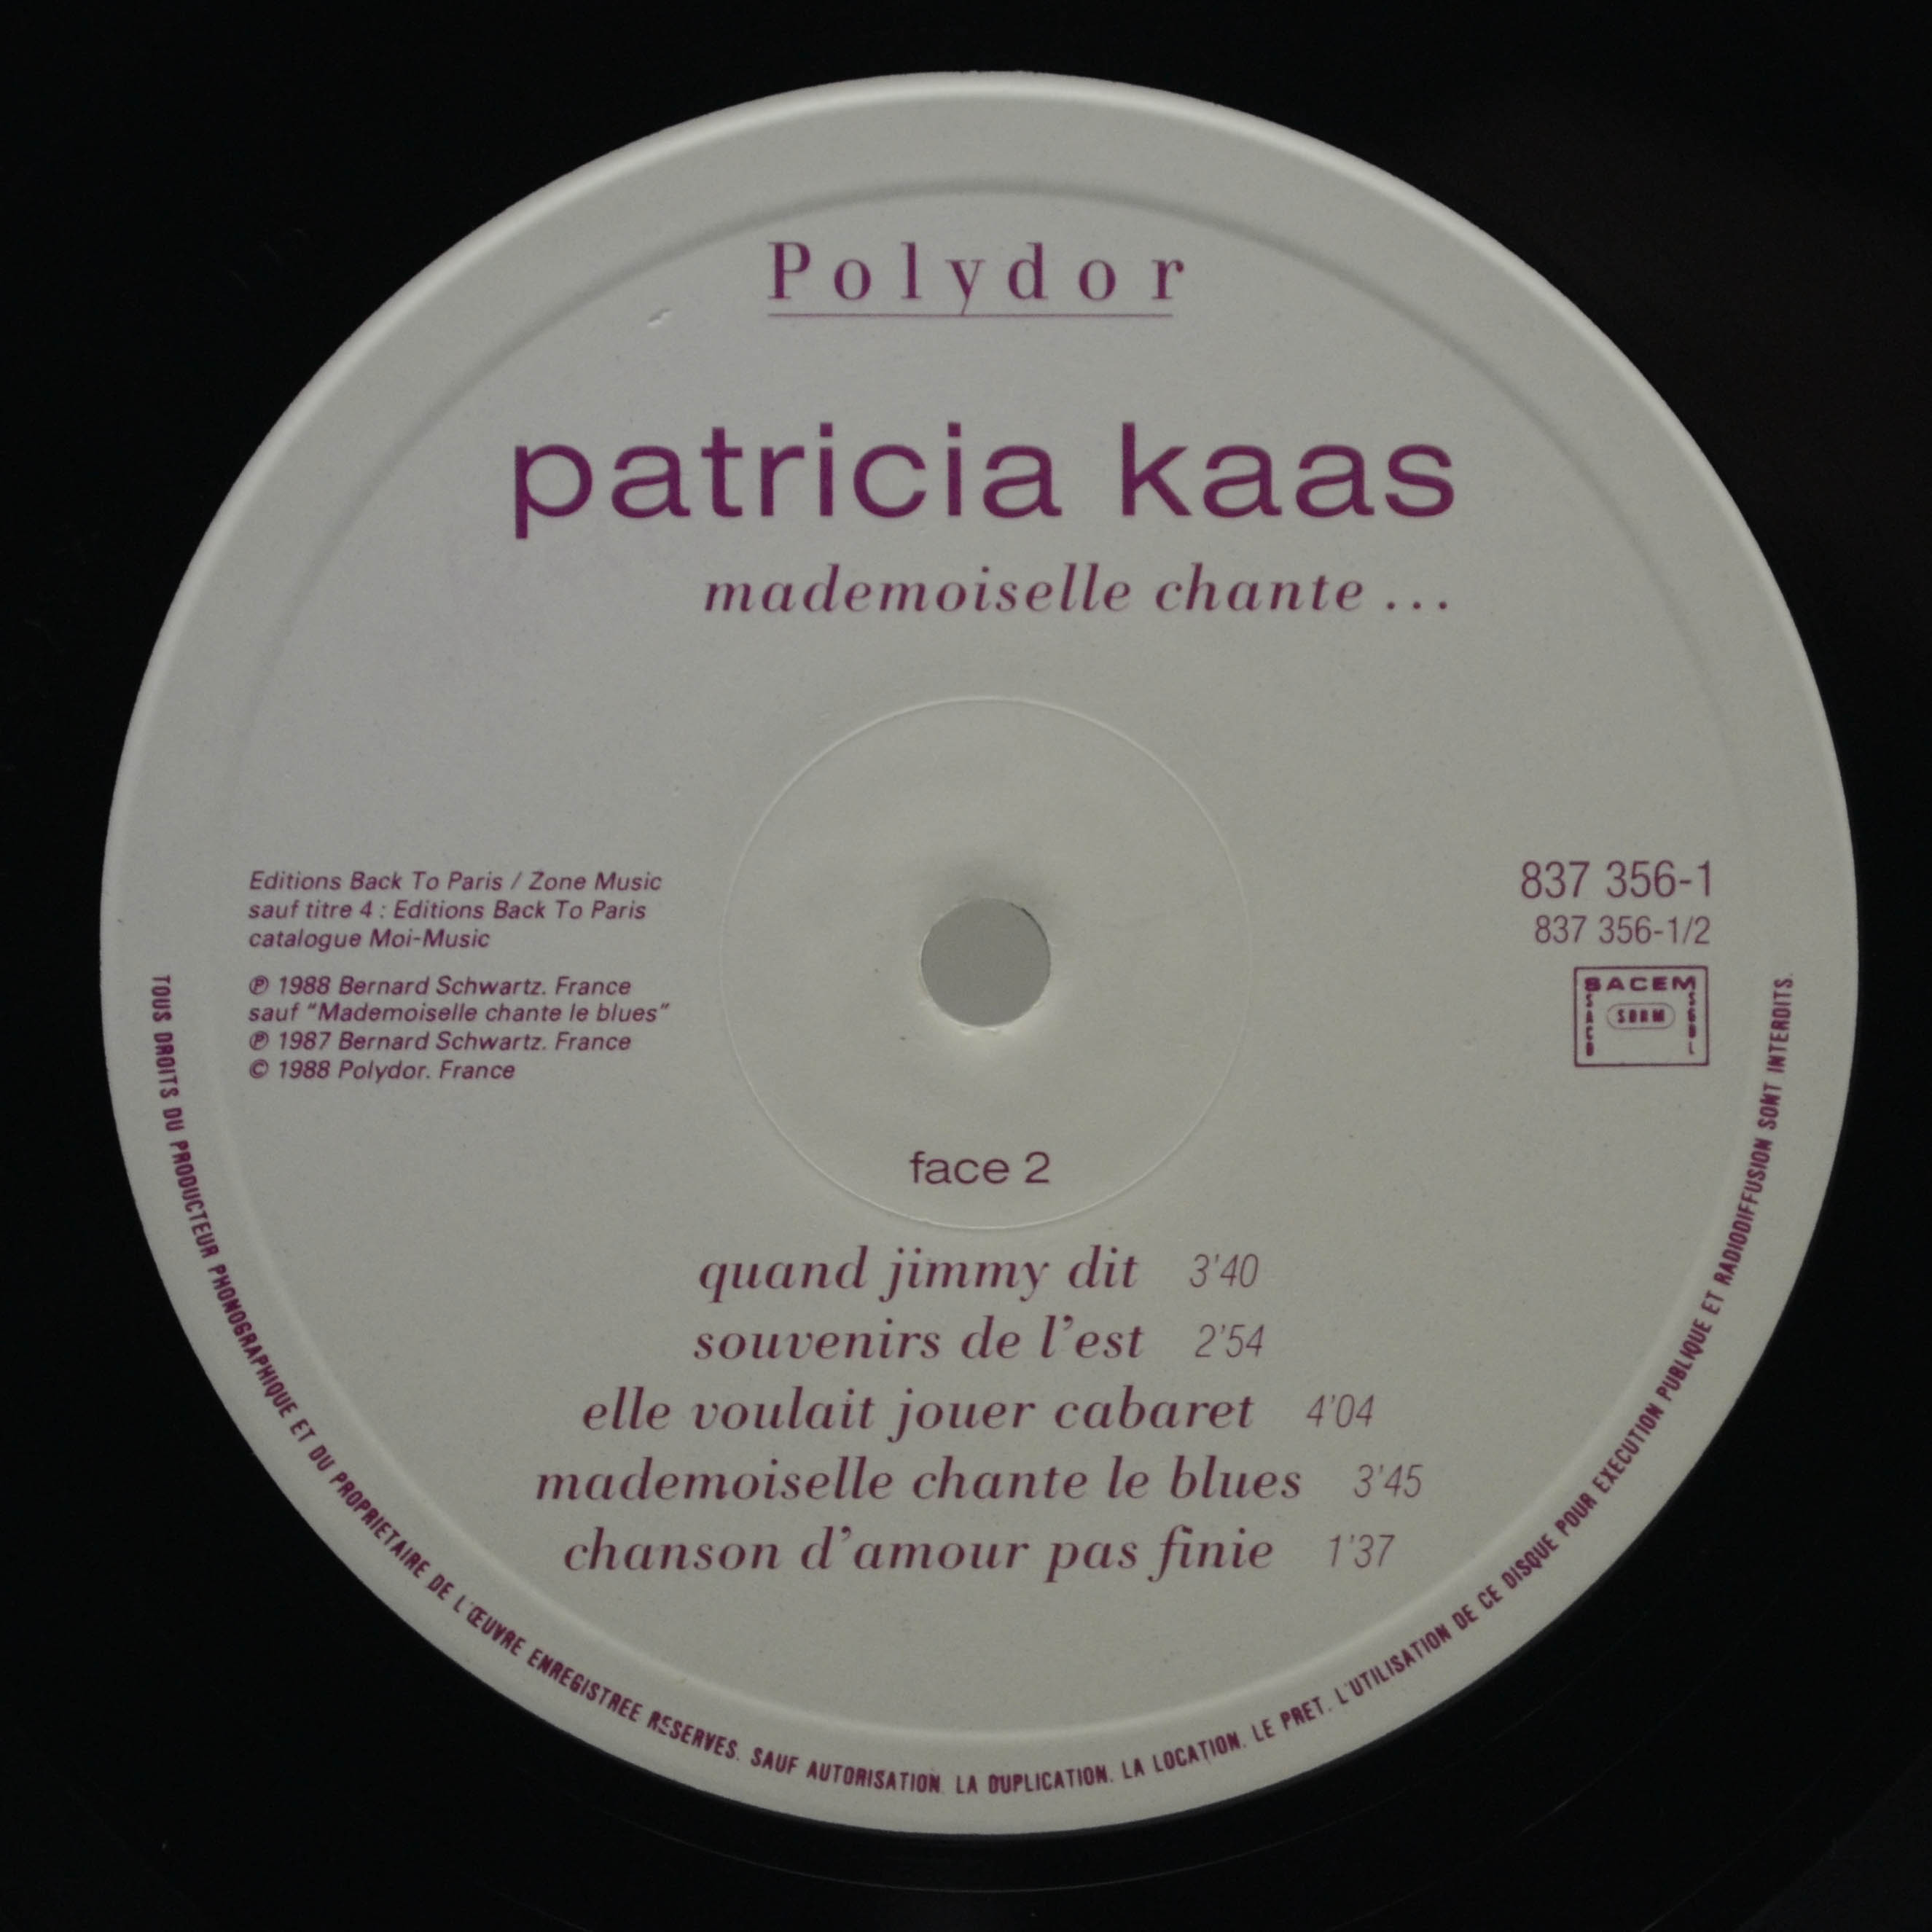 Polydor
patricia kaas
mademoiselle chante ...
Editions Back To Paris / Zone Music
sauf titre 4 : Editions Back To Paris
catalogue Moi-Music
℗ 1988 Bernard Schwartz. France
sauf "Mademoiselle chante le blues"
℗ 1987 Bernard Schwartz. France
© 1988 Polydor. France
837 356-1
837 356-1/2
SACEM
SACD
SDRM
SGDL
face 2
quand jimmy dit 3'40
souvenirs de l'est 2'54
elle voulait jouer cabaret 4'04
mademoiselle chante le blues 3'45
chanson d'amour pas finie 1'37
TOUS DROITS DU PRODUCTEUR PHONOGRAPHIQUE ET DU PROPRIETAIRE DE L'ŒUVRE ENREGISTREE RESERVES. SAUF AUTORISATION. LA DUPLICATION. LA LOCATION. LE PRET. L'UTILISATION DE CE DISQUE POUR EXECUTION PUBLIQUE ET RADIODIFFUSION SONT INTERDITS.